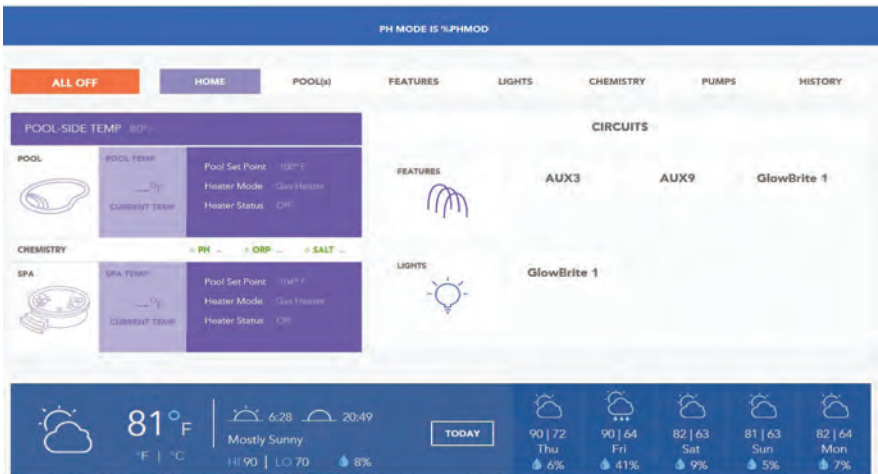 PH MODE IS %PHMOD
ALL OFF
HOME
POOL(s)
FEATURES
LIGHTS
CHEMISTRY
PUMPS
HISTORY
POOL-SIDE TEMP 80°F
POOL
POOL TEMP
__°F
CURRENT TEMP
Pool Set Point 100° F
Heater Mode Gas Heater
Heater Status Off
CHEMISTRY
PH --
ORP --
SALT --
SPA
SPA TEMP
__°F
CURRENT TEMP
Pool Set Point 104° F
Heater Mode Gas Heater
Heater Status Off
CIRCUITS
FEATURES
AUX3
AUX9
GlowBrite 1
LIGHTS
GlowBrite 1
81°F
°F | °C
6:28
20:49
Mostly Sunny
HI 90 | LO 70
8%
TODAY
90 | 72
Thu
6%
90 | 64
Fri
41%
82 | 63
Sat
9%
81 | 63
Sun
5%
82 | 64
Mon
7%